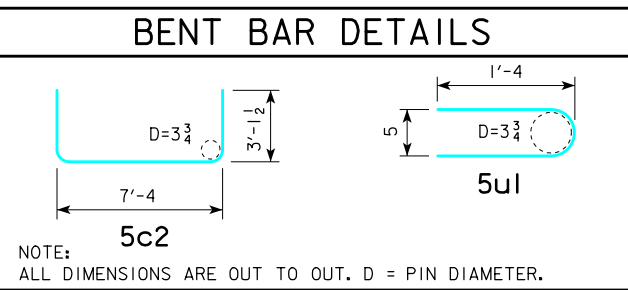 BENT BAR DETAILS
D=3 3/4
3'-1 1/2
7'-4
5c2
1'-4
5
D=3 3/4
5u1
NOTE:
ALL DIMENSIONS ARE OUT TO OUT. D = PIN DIAMETER.